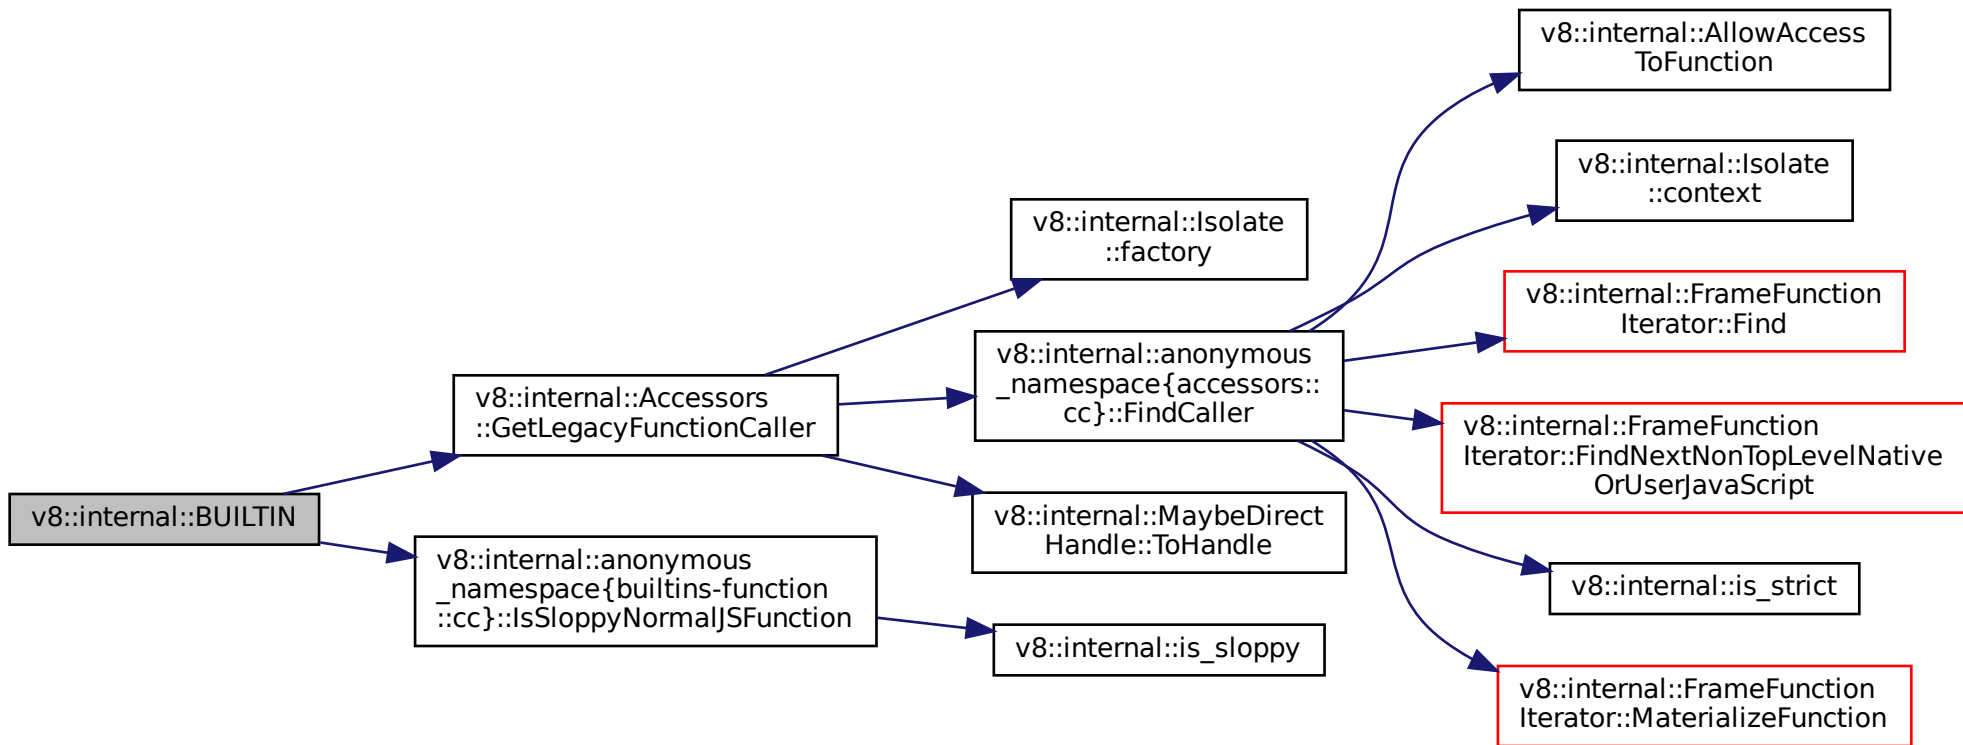 v8::internal::AllowAccess
ToFunction
v8::internal::Isolate
::context
v8::internal::Isolate
::factory
v8::internal::FrameFunction
Iterator::Find
v8::internal::anonymous
_namespace{accessors::
cc}::FindCaller
v8::internal::Accessors
::GetLegacyFunctionCaller
v8::internal::FrameFunction
Iterator::FindNextNonTopLevelNative
OrUserJavaScript
v8::internal::BUILTIN
v8::internal::MaybeDirect
Handle::ToHandle
v8::internal::anonymous
_namespace{builtins-function
::cc}::IsSloppyNormalJSFunction
v8::internal::is_strict
v8::internal::is_sloppy
v8::internal::FrameFunction
Iterator::MaterializeFunction